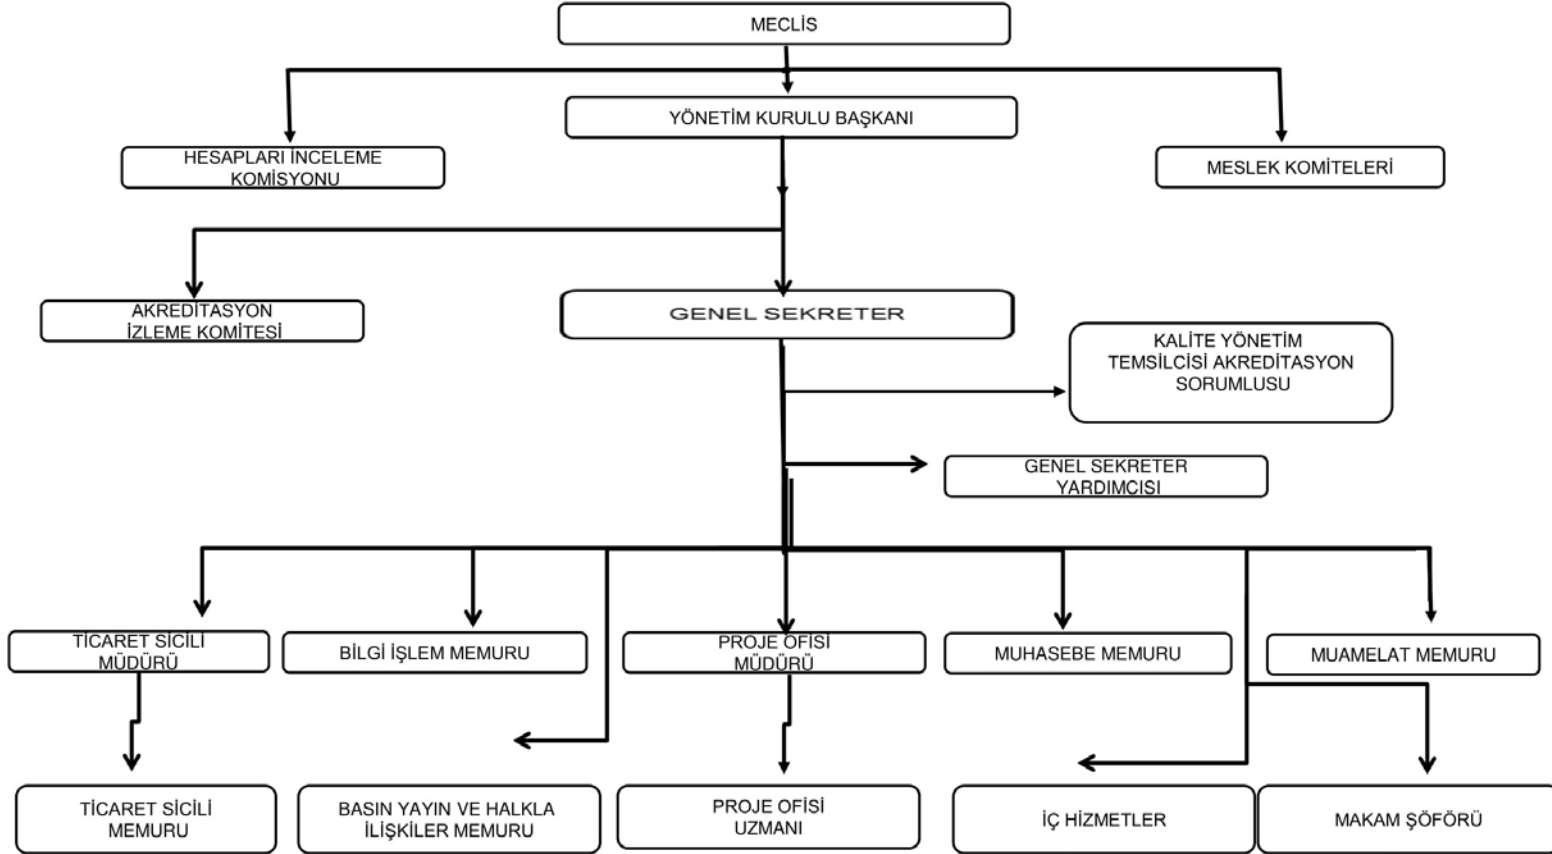 MECLİS
YÖNETİM KURULU BAŞKANI
HESAPLARI İNCELEME
KOMİSYONU
MESLEK KOMİTELERİ
AKREDİTASYON
İZLEME KOMİTESİ
GENEL SEKRETER
KALİTE YÖNETİM
TEMSİLCİSİ AKREDİTASYON
SORUMLUSU
GENEL SEKRETER
YARDIMCISI
TİCARET SİCİLİ
MÜDÜRÜ
BİLGİ İŞLEM MEMURU
PROJE OFİSİ
MÜDÜRÜ
MUHASEBE MEMURU
MUAMELAT MEMURU
TİCARET SİCİLİ
MEMURU
BASIN YAYIN VE HALKLA
İLİŞKİLER MEMURU
PROJE OFİSİ
UZMANI
İÇ HİZMETLER
MAKAM ŞÖFÖRÜ